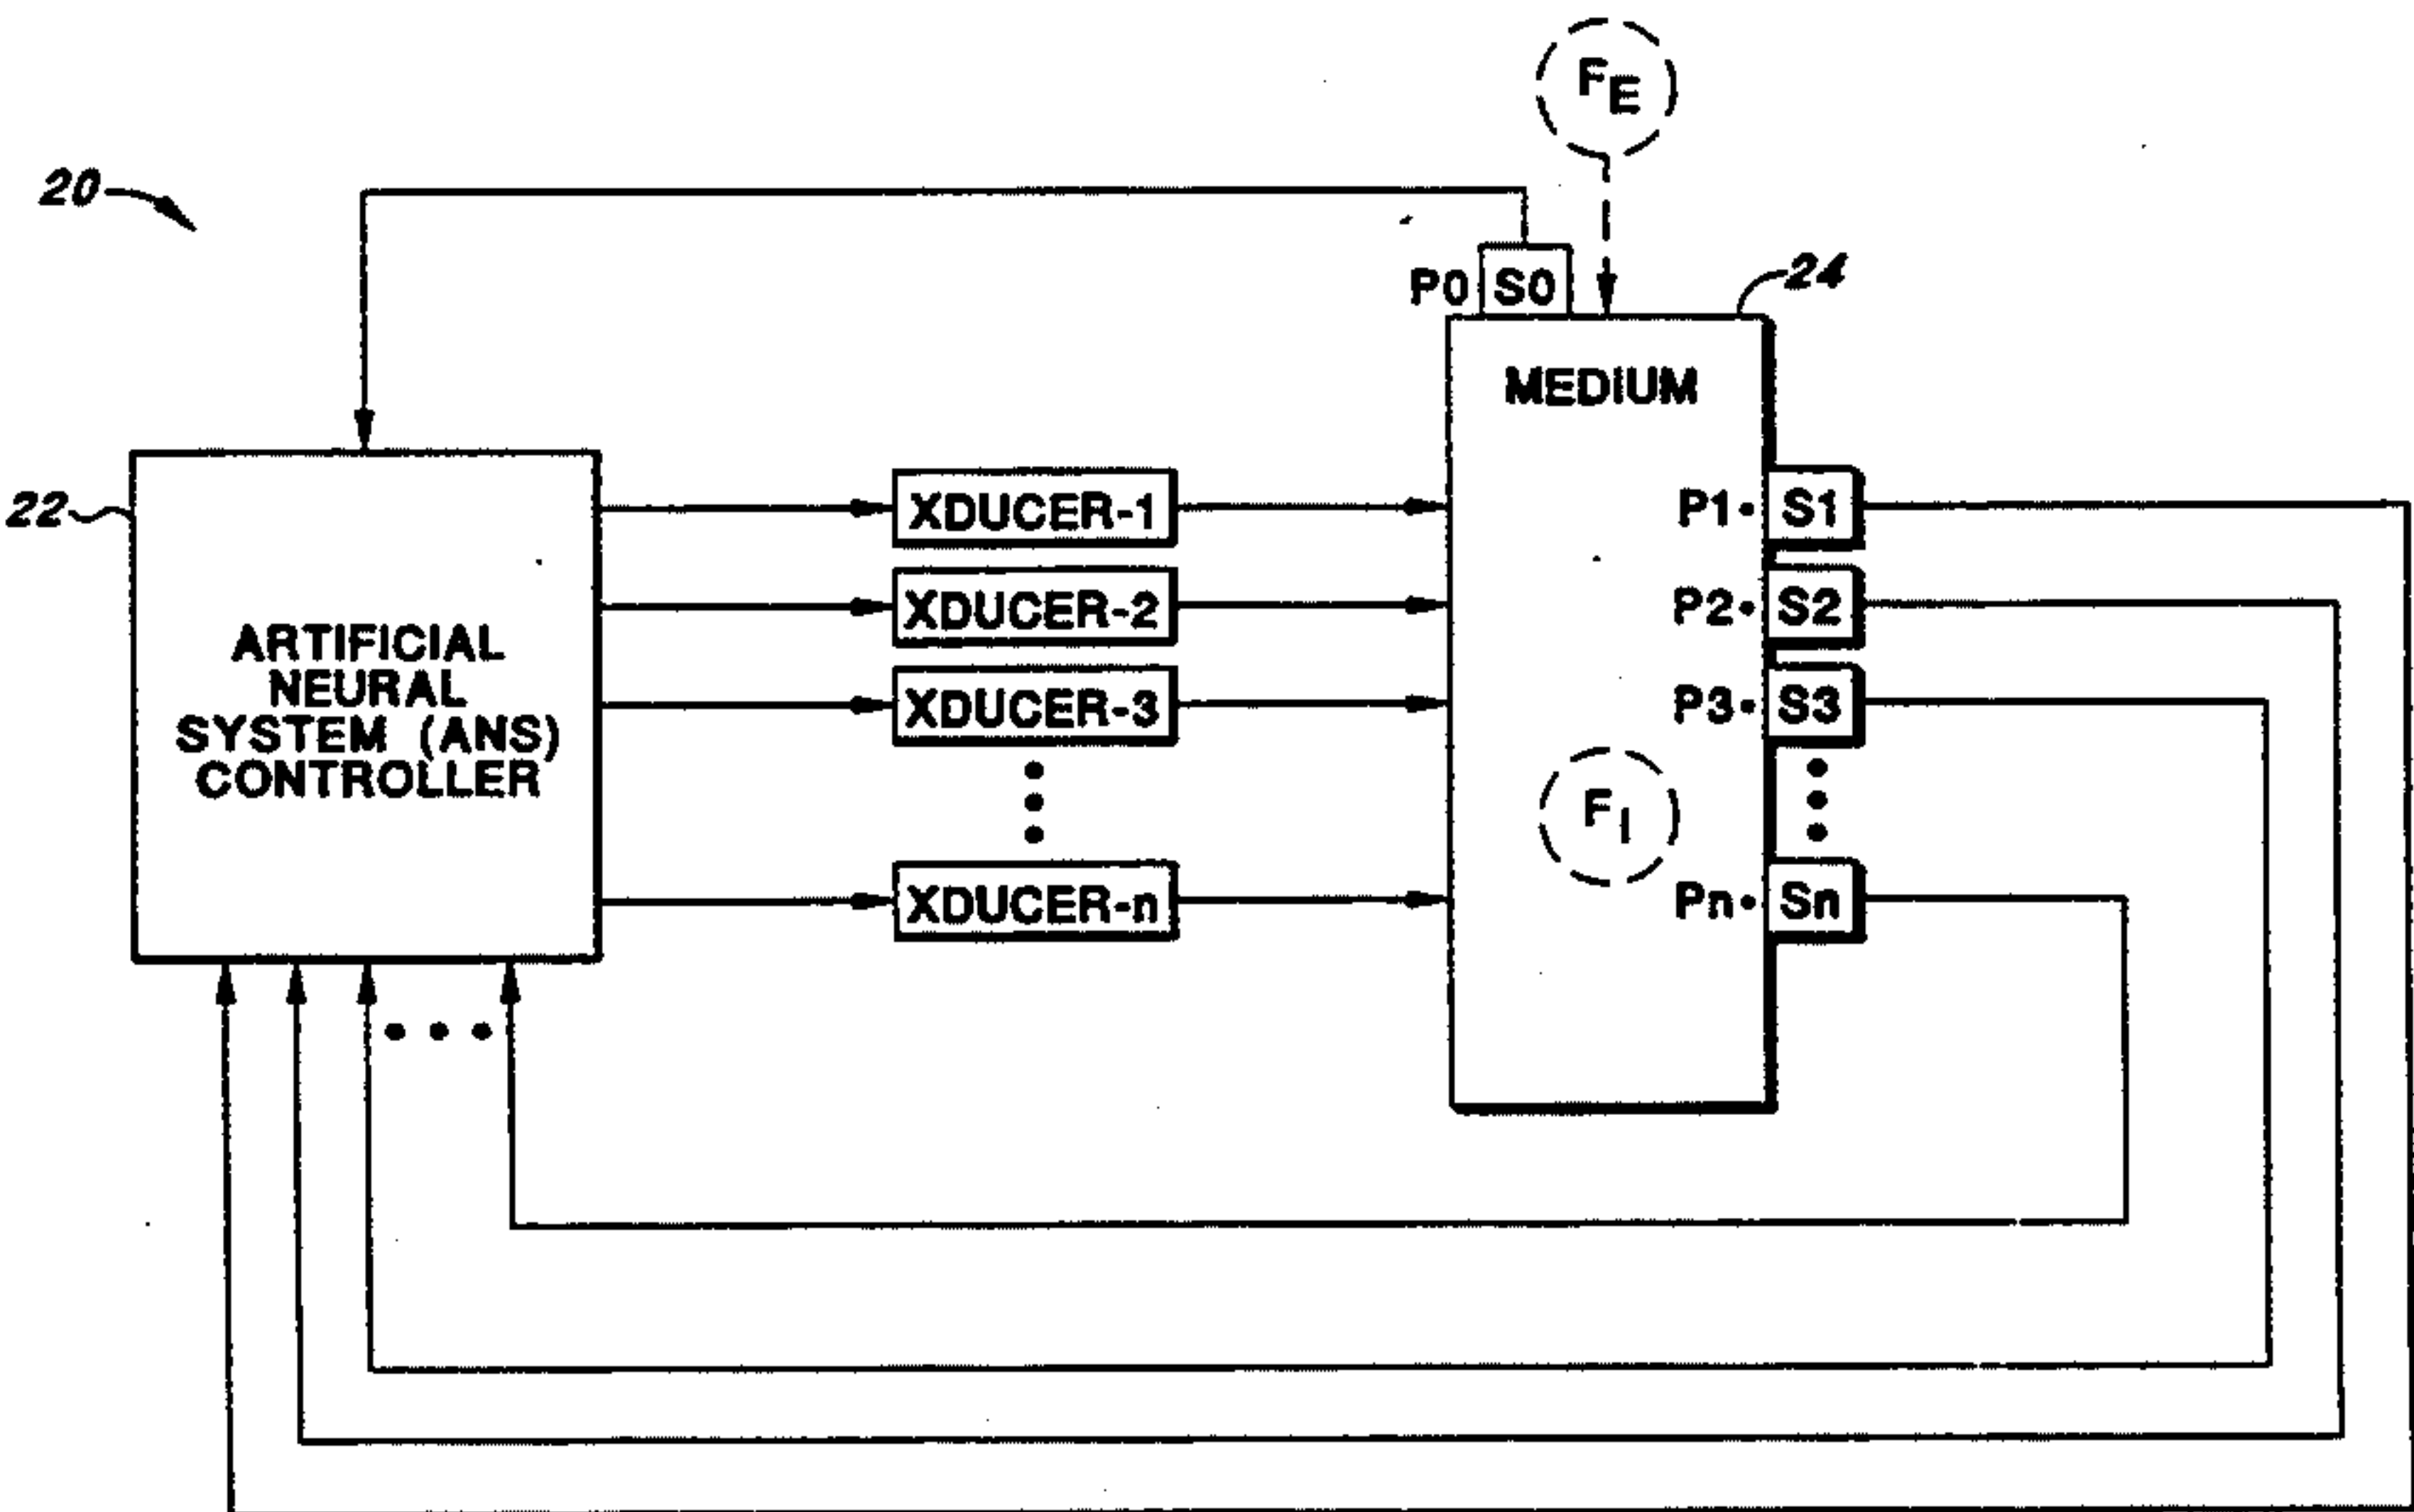 FE
20
P0 S0
24
MEDIUM
22
XDUCER-1
P1 S1
XDUCER-2
P2 S2
ARTIFICIAL
NEURAL
SYSTEM (ANS)
CONTROLLER
XDUCER-3
P3 S3
FI
XDUCER-n
Pn Sn